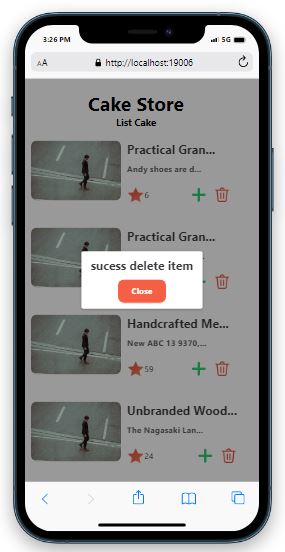 3:26 PM
5G
AA
http://localhost:19006
Cake Store
List Cake
Practical Gran...
Andy shoes are d...
6
Practical Gran...
sucess delete item
Close
Handcrafted Me...
New ABC 13 9370,...
59
Unbranded Wood...
The Nagasaki Lan...
24